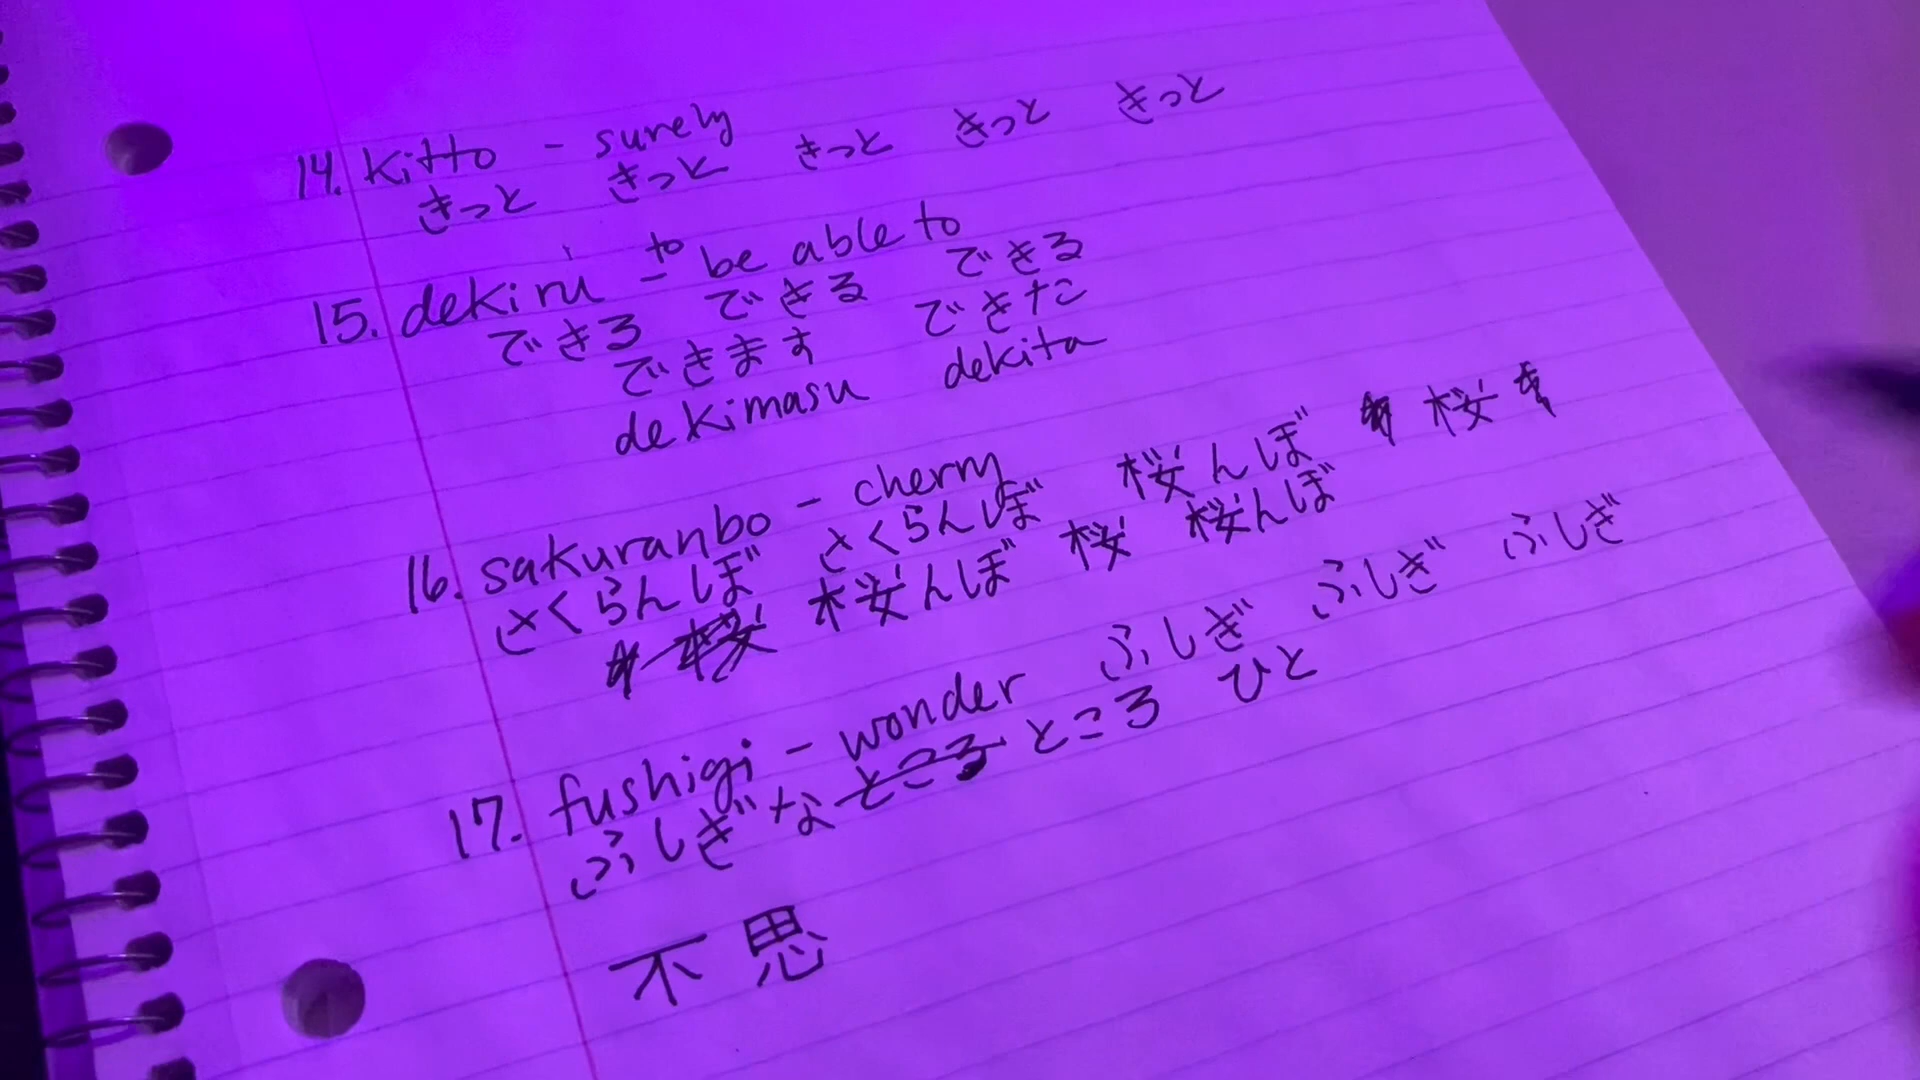 14. kitto - surely
きっと きっと きっと きっと きっと
15. dekiru - to be able to
できる できる できる
できます できた
dekimasu dekita
16. sakuranbo - cherry
さくらんぼ さくらんぼ 桜んぼ 桜
桜 桜んぼ 桜 桜んぼ
17. fushigi - wonder ふしぎ ふしぎ ふしぎ
ふしぎなところ ところ ひと
不思